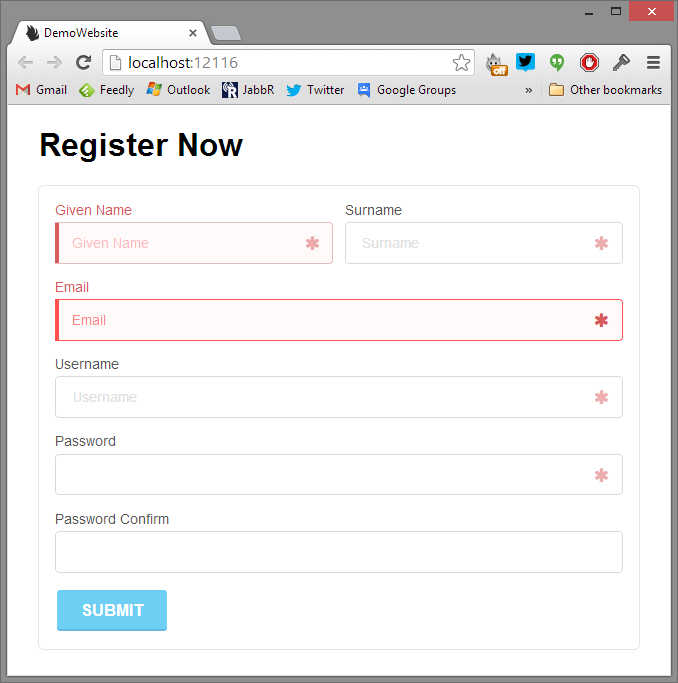 DemoWebsite
localhost:12116
off
Gmail Feedly Outlook JabbR Twitter Google Groups » Other bookmarks
Register Now
Given Name Surname
Given Name * Surname *
Email
Email *
Username
Username *
Password
*
Password Confirm
SUBMIT